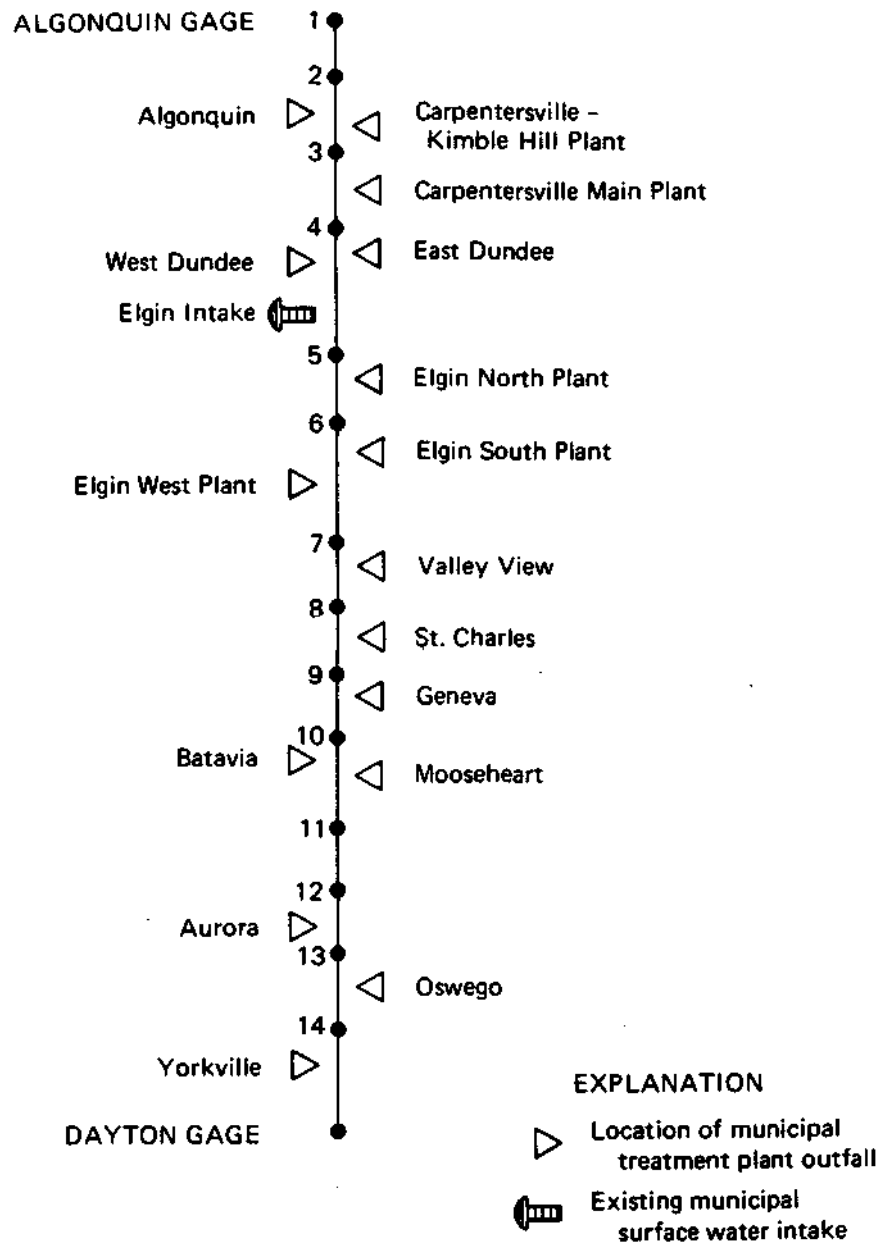 ALGONQUIN GAGE 1
2
Algonquin
Carpentersville –
Kimble Hill Plant
3
Carpentersville Main Plant
4
West Dundee
East Dundee
Elgin Intake
5
Elgin North Plant
6
Elgin South Plant
Elgin West Plant
7
Valley View
8
St. Charles
9
Geneva
10
Batavia
Mooseheart
11
12
Aurora
13
Oswego
14
Yorkville
DAYTON GAGE
EXPLANATION
Location of municipal
treatment plant outfall
Existing municipal
surface water intake